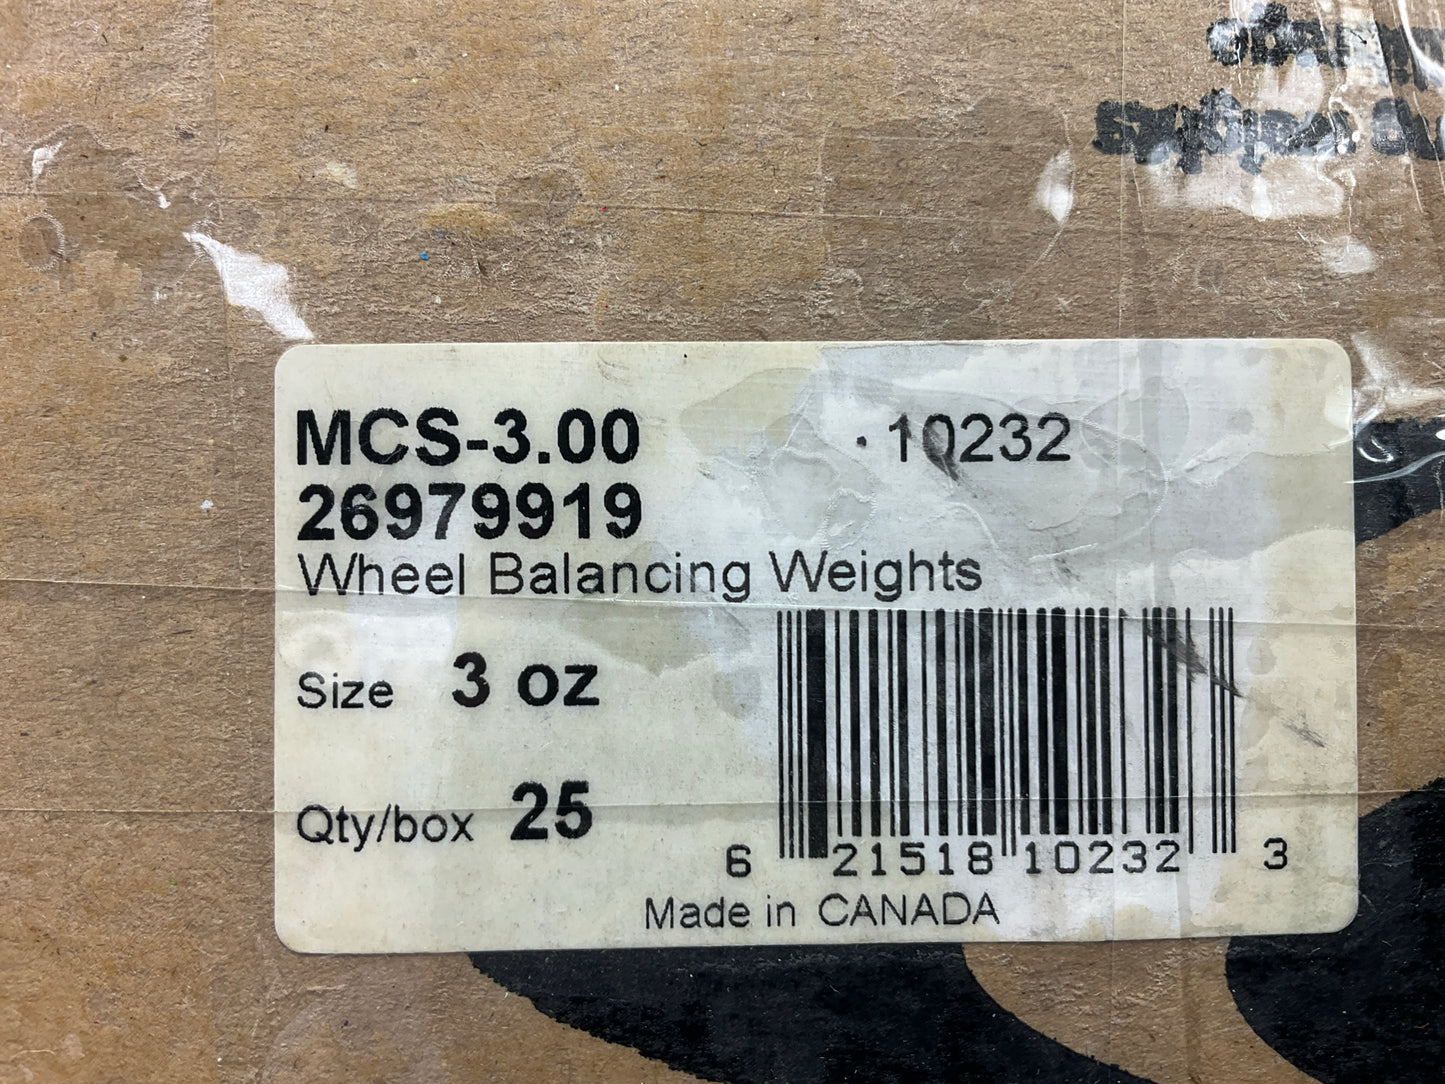 MCS-3.00 10232
26979919
Wheel Balancing Weights
Size 3 oz
Qty/box 25
6 21518 10232 3
Made in CANADA